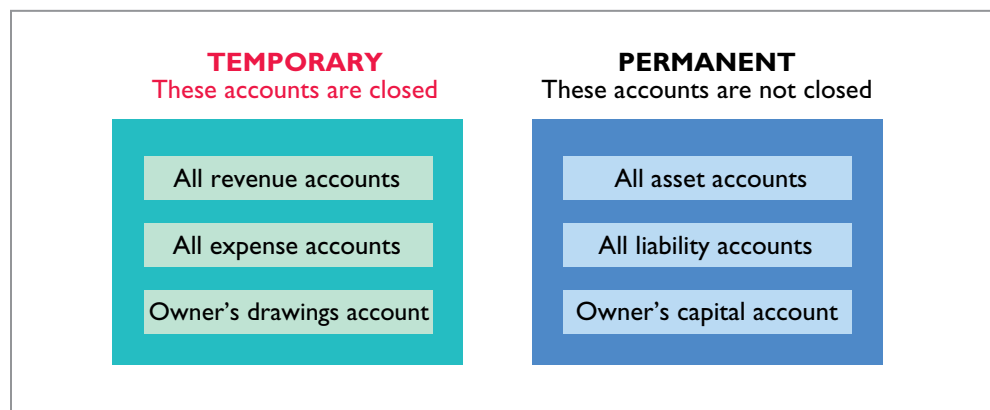 TEMPORARY
These accounts are closed
All revenue accounts
All expense accounts
Owner’s drawings account
PERMANENT
These accounts are not closed
All asset accounts
All liability accounts
Owner’s capital account